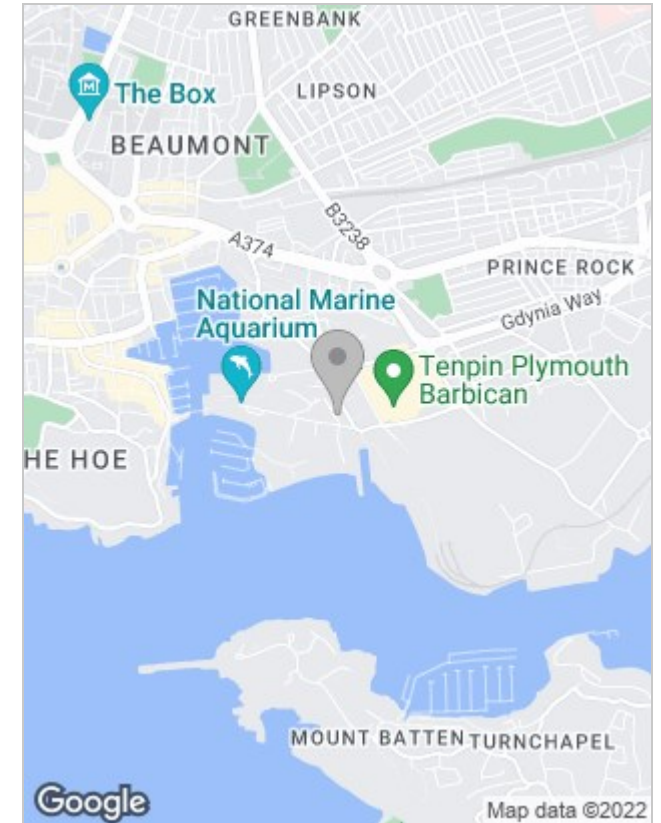 GREENBANK
The Box
LIPSON
BEAUMONT
B3238
A374
PRINCE ROCK
National Marine
Aquarium
Gdynia Way
Tenpin Plymouth
Barbican
HE HOE
MOUNT BATTEN
TURNCHAPEL
Google
Map data ©2022